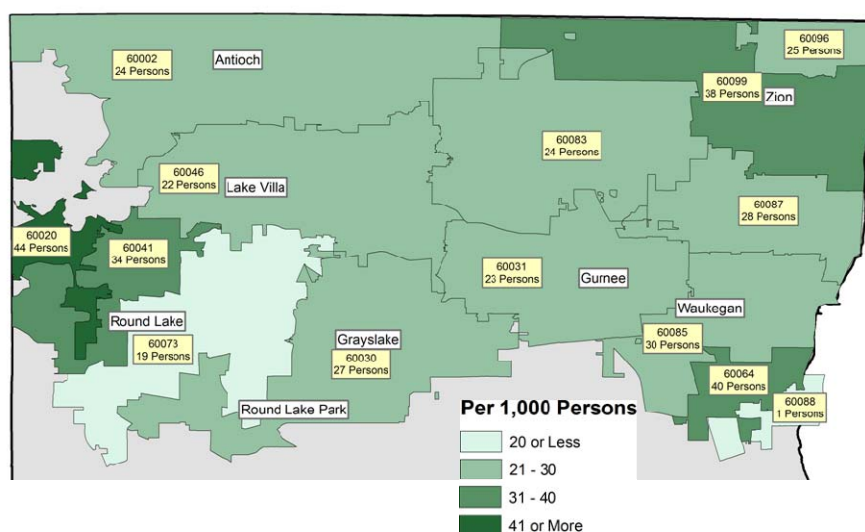 60096
25 Persons
60002
24 Persons
Antioch
60099
38 Persons
Zion
60083
24 Persons
60046
22 Persons
Lake Villa
60087
28 Persons
60020
44 Persons
60041
34 Persons
60031
23 Persons
Gurnee
Waukegan
Round Lake
60073
19 Persons
Grayslake
60030
27 Persons
60085
30 Persons
60064
40 Persons
60088
1 Persons
Round Lake Park
Per 1,000 Persons
20 or Less
21 - 30
31 - 40
41 or More